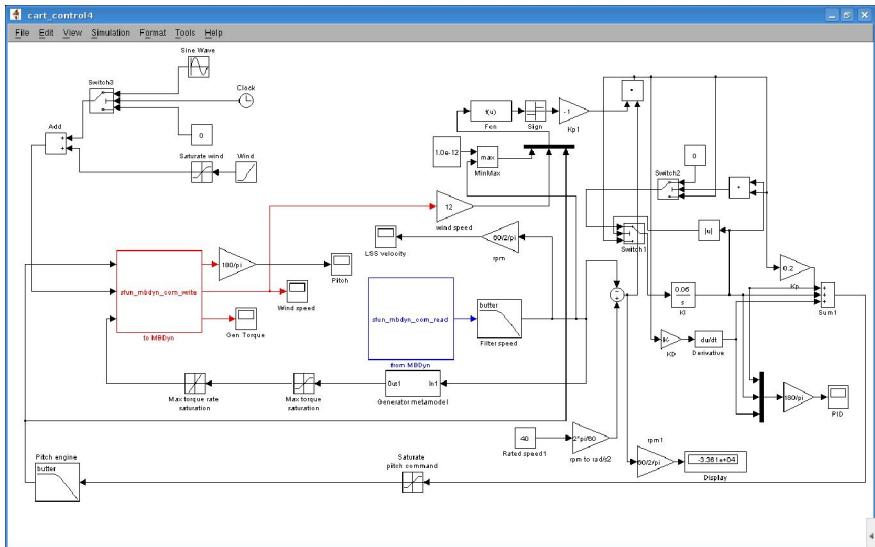 cart_control4
File Edit View Simulation Format Tools Help
Sine Wave
Switch3
Clock
0
Add
Saturate wind
Wind
f(u)
Fcn
Sign
-1
Kp1
1.0e-12
max
MinMax
0
Switch2
12
wind speed
60/2/pi
rpm
LSS velocity
|u|
Switch1
sfun_mbdyn_com_write
to MBDyn
180/pi
Pitch
Wind speed
Gen Torque
sfun_mbdyn_com_read
from MBDyn
butter
Filter speed
0.2
Kp
0.06
s
KI
Sum1
KD
du/dt
Derivative
Max torque rate
saturation
Max torque
saturation
Out1 In1
Generator metamodel
180/pi
PID
40
Rated speed1
2*pi/60
rpm to rad/s2
rpm1
60/2/pi
-3.381e+04
Display
Pitch engine
butter
Saturate
pitch command